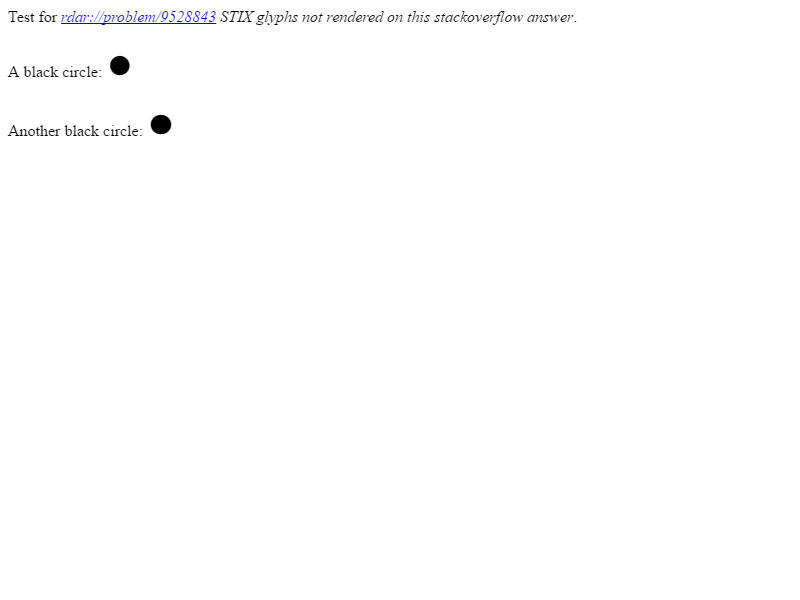 Test for rdar://problem/9528843 STIX glyphs not rendered on this stackoverflow answer.
A black circle: ●
Another black circle: ●